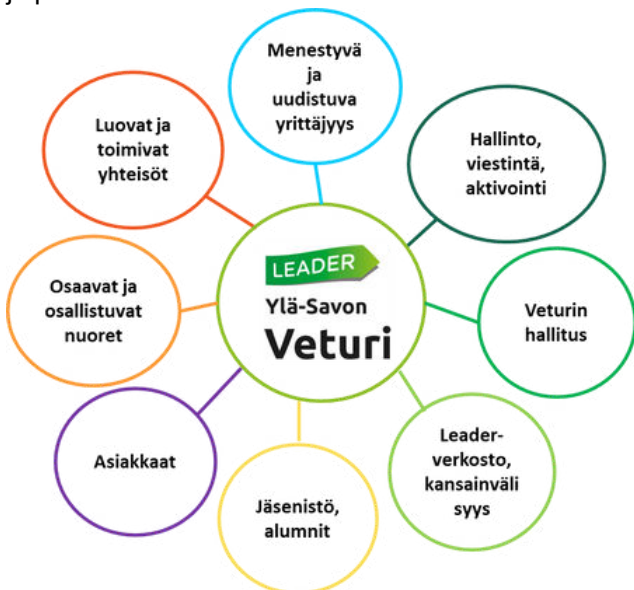 Menestyvä
ja
uudistuva
yrittäjyys
Hallinto,
viestintä,
aktivointi
Veturin
hallitus
Leader-
verkosto,
kansainväli
syys
Jäsenistö,
alumnit
Asiakkaat
Osaavat ja
osallistuvat
nuoret
Luovat ja
toimivat
yhteisöt
LEADER
Ylä-Savon
Veturi